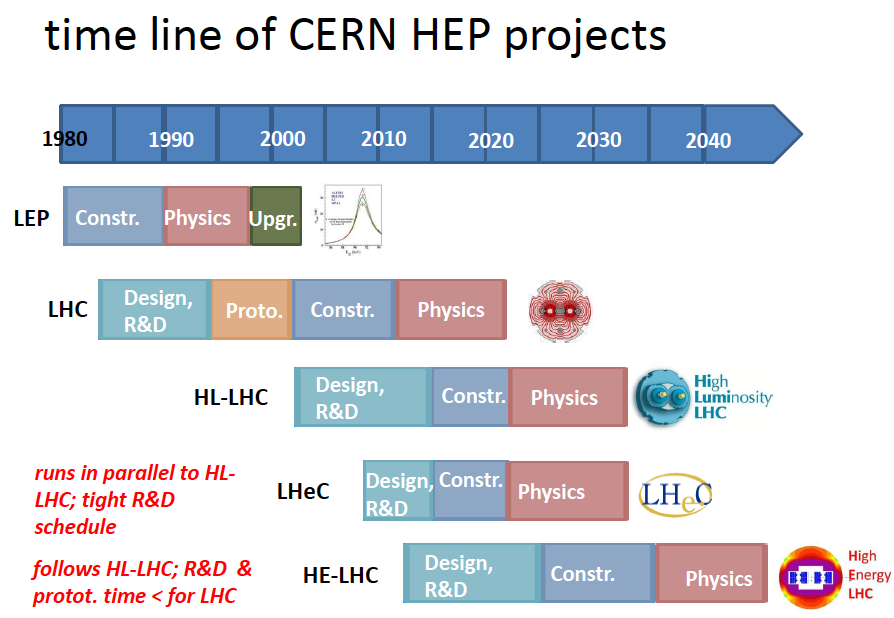 time line of CERN HEP projects
1980 1990 2000 2010 2020 2030 2040
LEP Constr. Physics Upgr.
LHC Design, R&D Proto. Constr. Physics
HL-LHC Design, R&D Constr. Physics
High
Luminosity
LHC
runs in parallel to HL-
LHC; tight R&D
schedule
LHeC Design, R&D Constr. Physics
LHeC
follows HL-LHC; R&D &
protot. time < for LHC
HE-LHC Design, R&D Constr. Physics
High
Energy
LHC